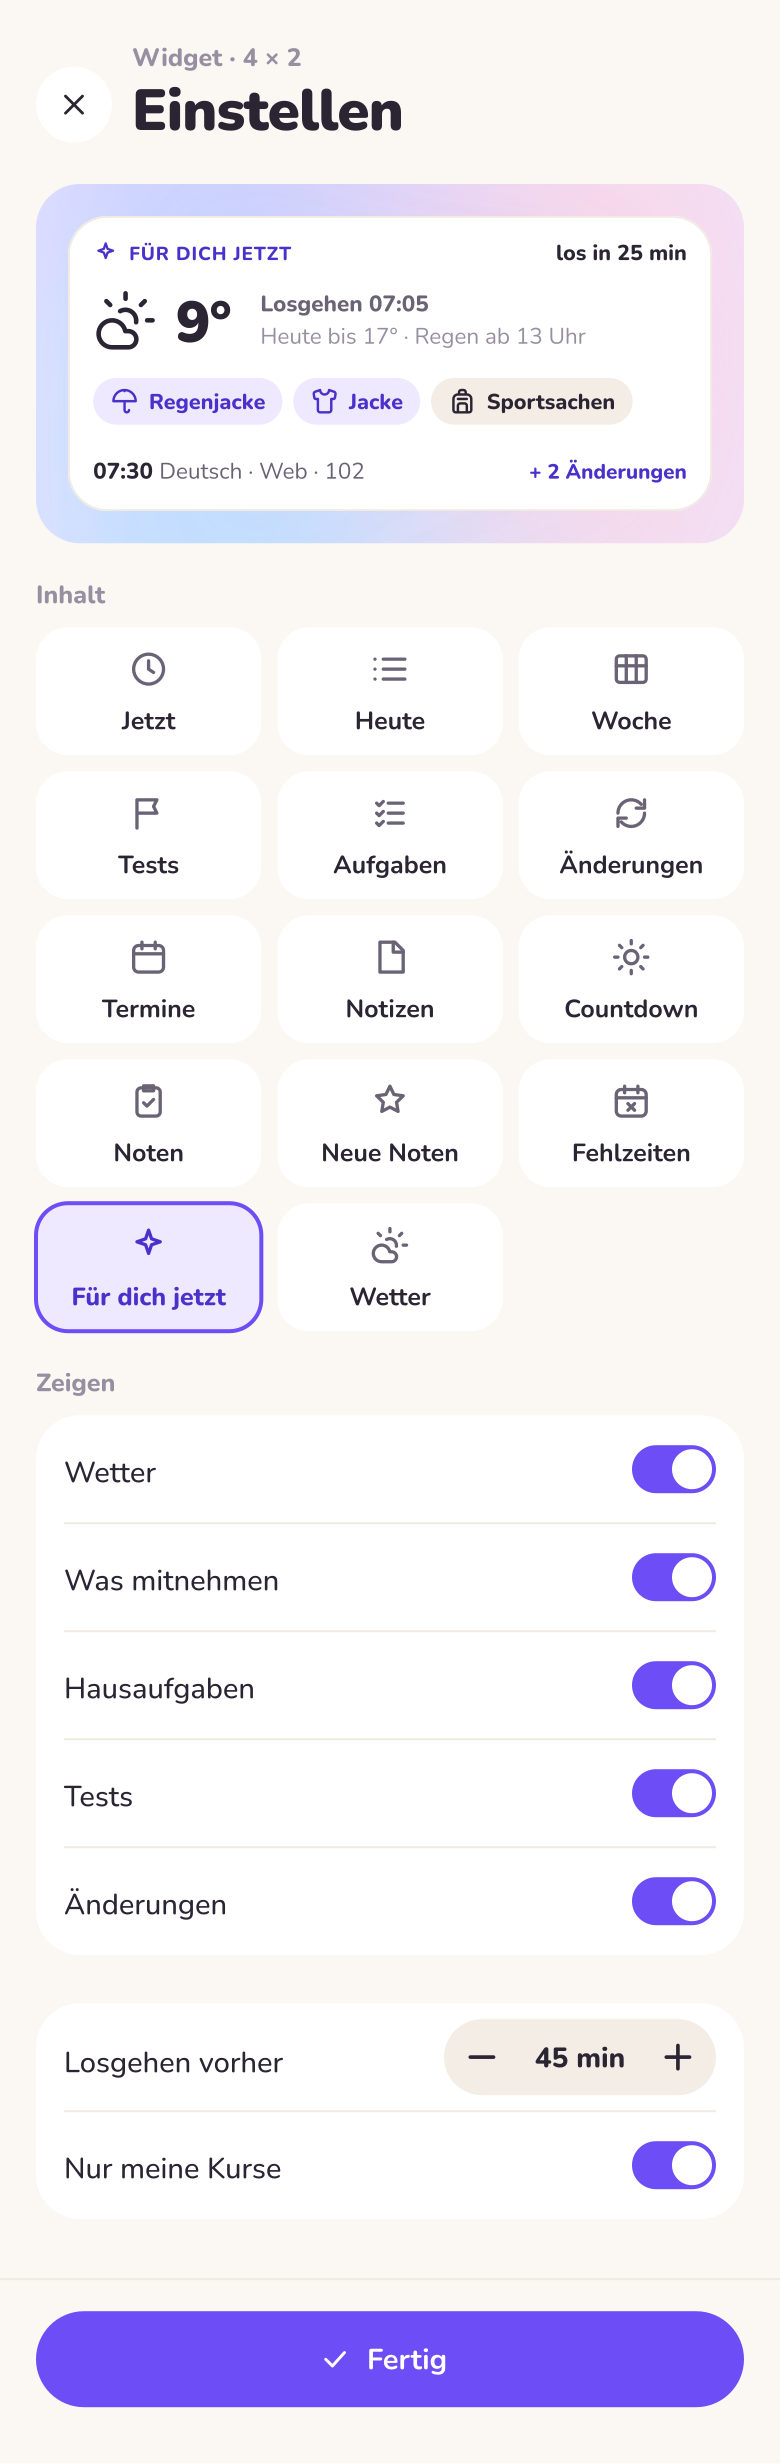 Widget · 4 × 2
Einstellen
FÜR DICH JETZT
los in 25 min
9°
Losgehen 07:05
Heute bis 17° · Regen ab 13 Uhr
Regenjacke
Jacke
Sportsachen
07:30 Deutsch · Web · 102
+ 2 Änderungen
Inhalt
Jetzt
Heute
Woche
Tests
Aufgaben
Änderungen
Termine
Notizen
Countdown
Noten
Neue Noten
Fehlzeiten
Für dich jetzt
Wetter
Zeigen
Wetter
Was mitnehmen
Hausaufgaben
Tests
Änderungen
Losgehen vorher
45 min
Nur meine Kurse
Fertig